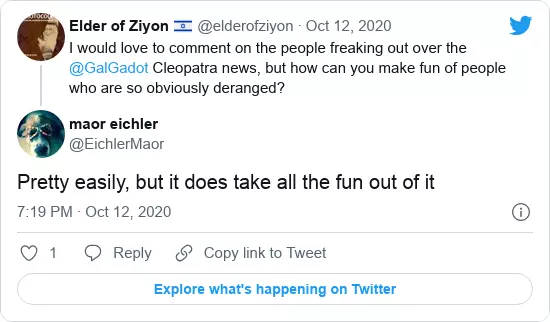 Elder of Ziyon 🇮🇱 @elderofziyon · Oct 12, 2020
I would love to comment on the people freaking out over the
@GalGadot Cleopatra news, but how can you make fun of people
who are so obviously deranged?
maor eichler
@EichlerMaor
Pretty easily, but it does take all the fun out of it
7:19 PM · Oct 12, 2020
1 Reply Copy link to Tweet
Explore what's happening on Twitter